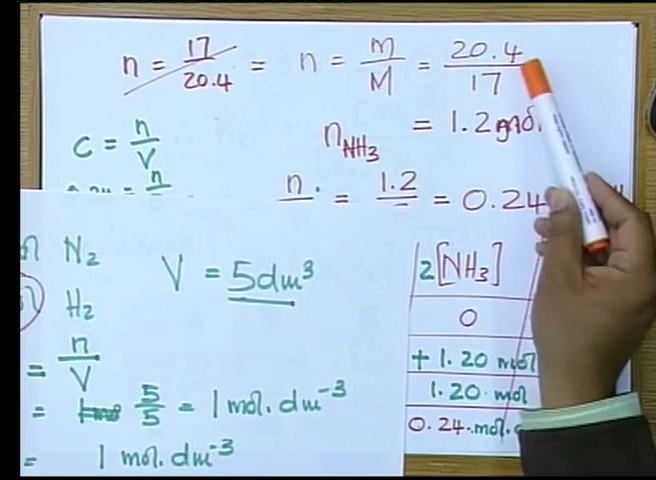 n = 17/20.4 = n = m/M = 20.4/17
C = n/V
nNH₃ = 1.2 mol
n = 1.2 = 0.24
N₂
V = 5dm³
H₂
= n/V
= 5/5 = 1 mol. dm⁻³
= 1 mol. dm⁻³
2[NH₃]
0
+ 1.20 mol
1.20 mol
0.24 mol.